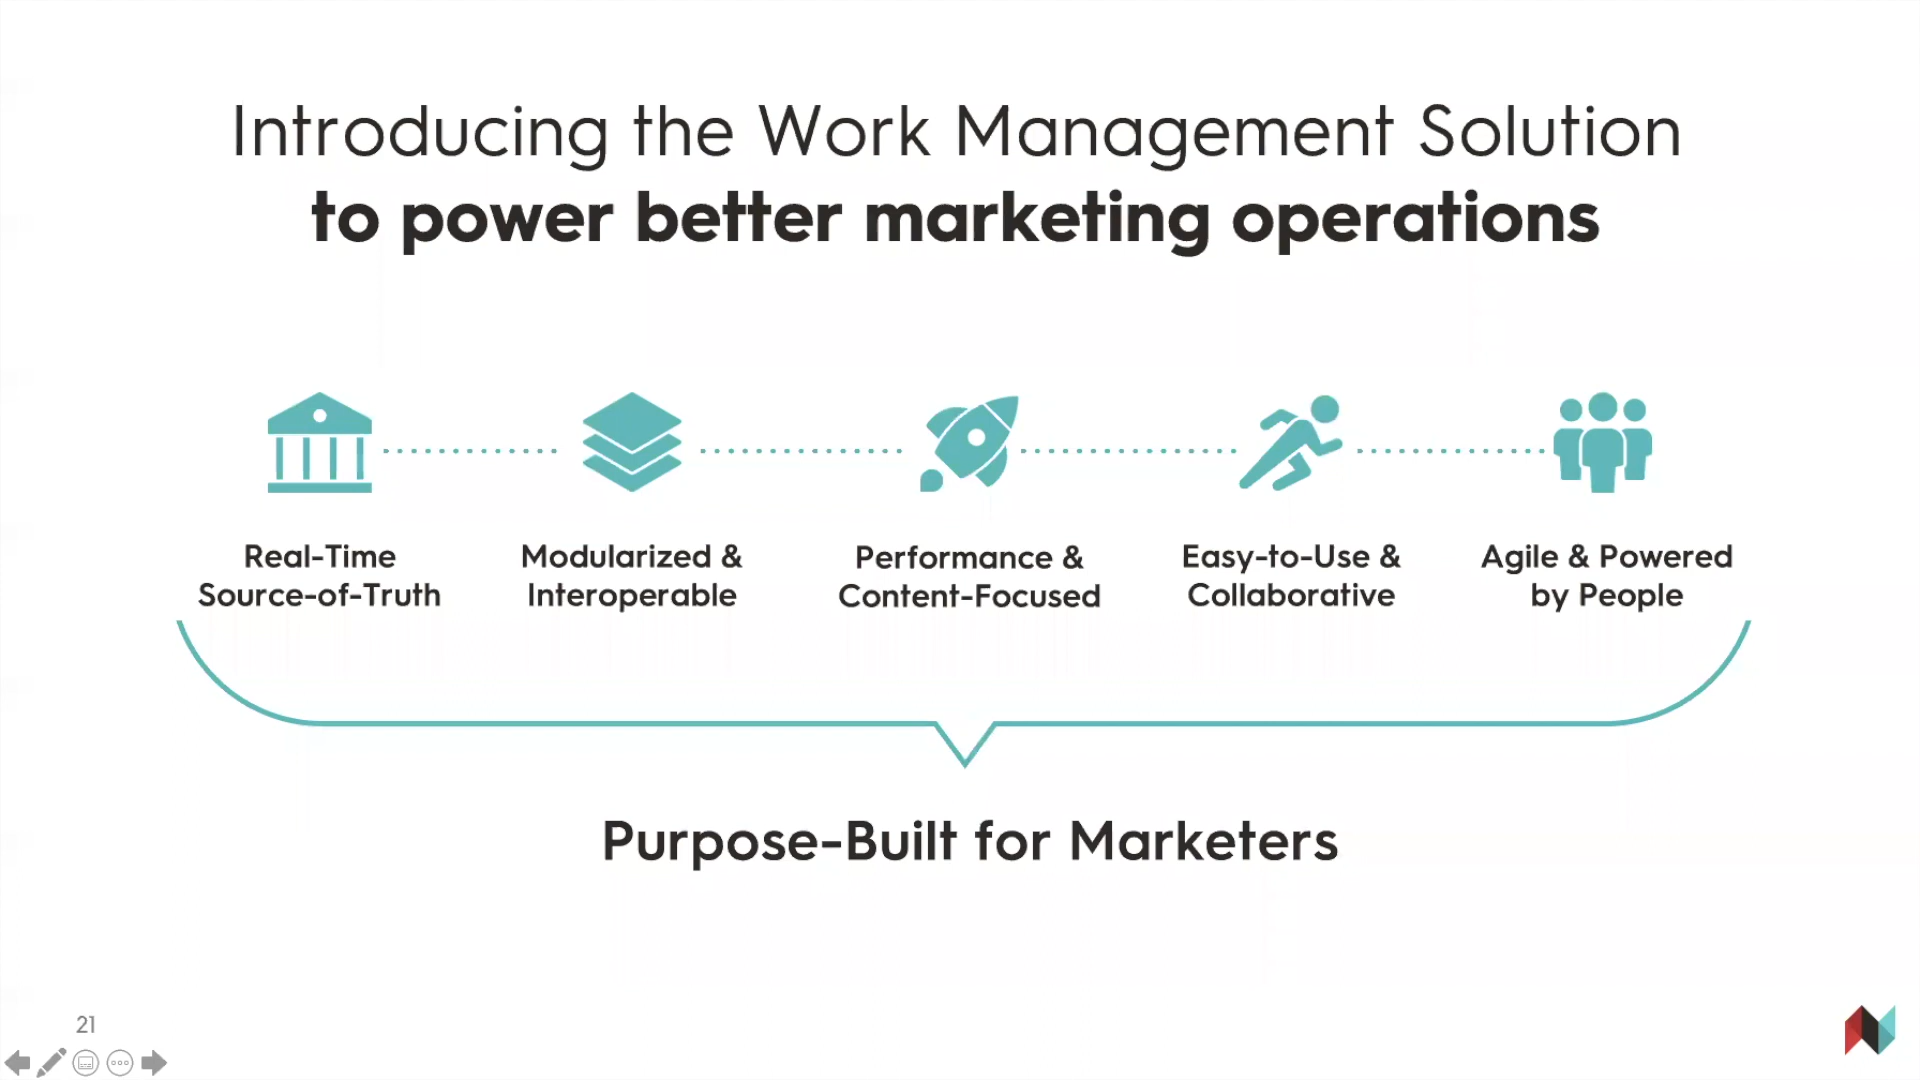 Introducing the Work Management Solution
to power better marketing operations
Real-Time
Source-of-Truth
Modularized &
Interoperable
Performance &
Content-Focused
Easy-to-Use &
Collaborative
Agile & Powered
by People
Purpose-Built for Marketers
21